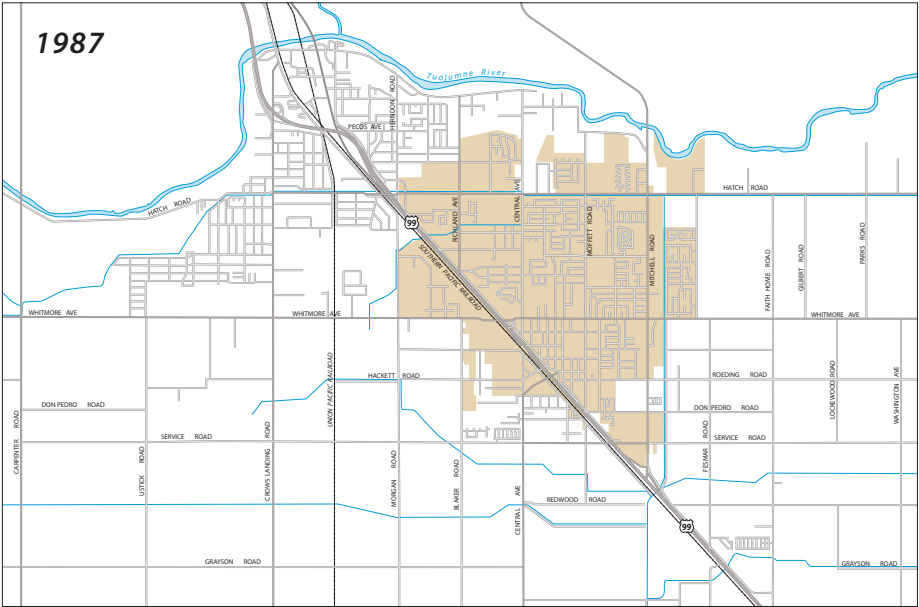 1987
Tuolumne River
HERNDON ROAD
PECOS AVE
HATCH ROAD
HATCH ROAD
RICHLAND AVE
CENTRAL AVE
MOFFETT ROAD
MITCHELL ROAD
FAITH HOME ROAD
GILBERT ROAD
PARKS ROAD
99
SOUTHERN PACIFIC RAILROAD
WHITMORE AVE
WHITMORE AVE
WHITMORE AVE
UNION PACIFIC RAILROAD
HACKETT ROAD
ROEDING ROAD
LOCKEWOOD ROAD
WASHINGTON AVE
DON PEDRO ROAD
DON PEDRO ROAD
CARPENTER ROAD
SERVICE ROAD
SERVICE ROAD
USTICK ROAD
CROWS LANDING ROAD
MORGAN ROAD
BLAKER ROAD
CENTRAL AVE
FESMAR ROAD
REDWOOD ROAD
99
GRAYSON ROAD
GRAYSON ROAD